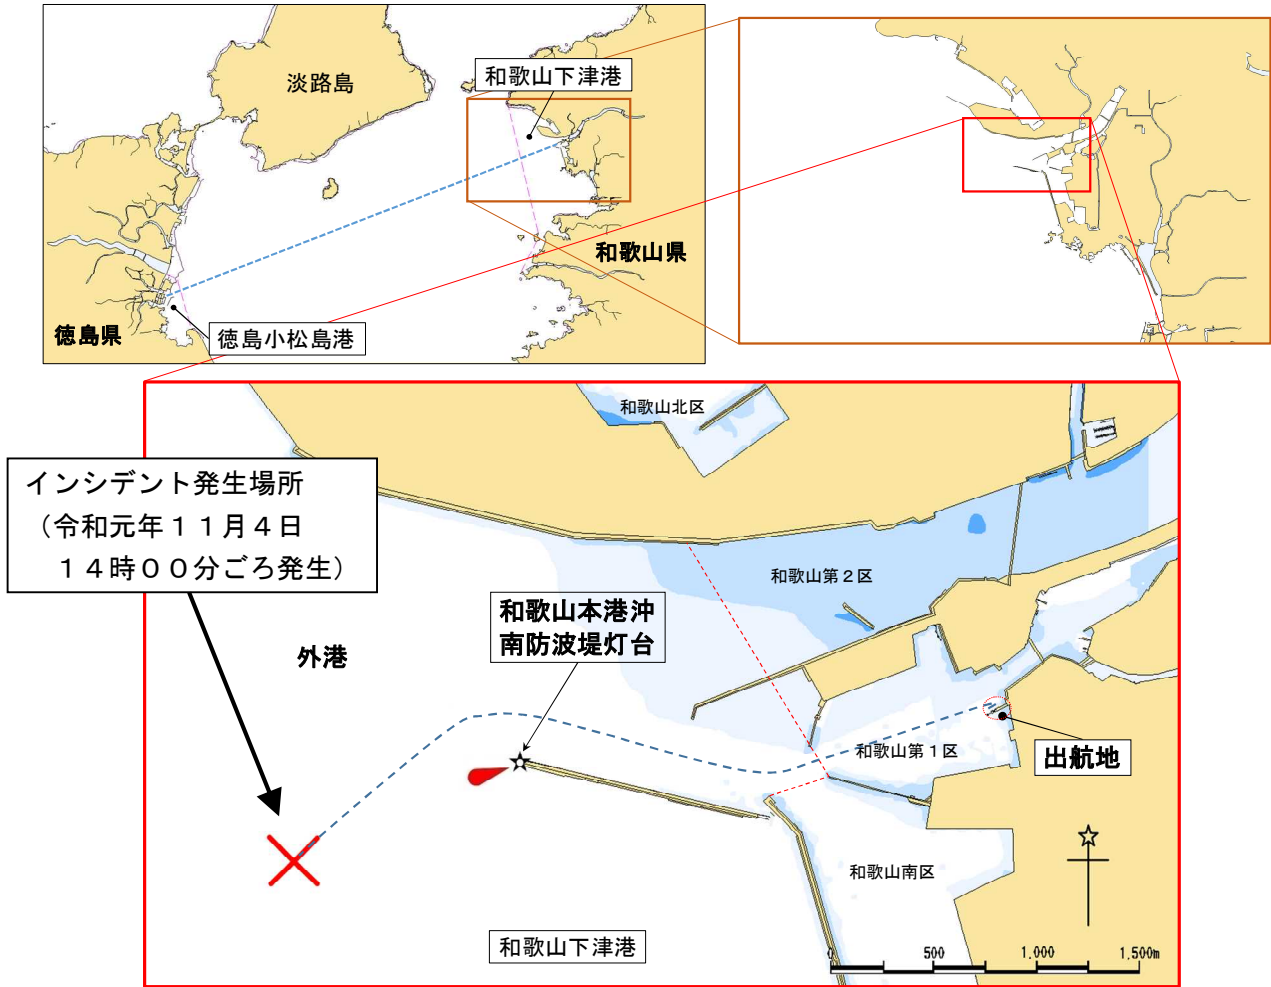 淡路島
和歌山下津港
和歌山県
徳島県
徳島小松島港
和歌山北区
インシデント発生場所
（令和元年１１月４日
１４時００分ごろ発生）
和歌山第２区
和歌山本港沖
南防波堤灯台
外港
和歌山第１区
出航地
和歌山南区
和歌山下津港
0 500 1,000 1,500m